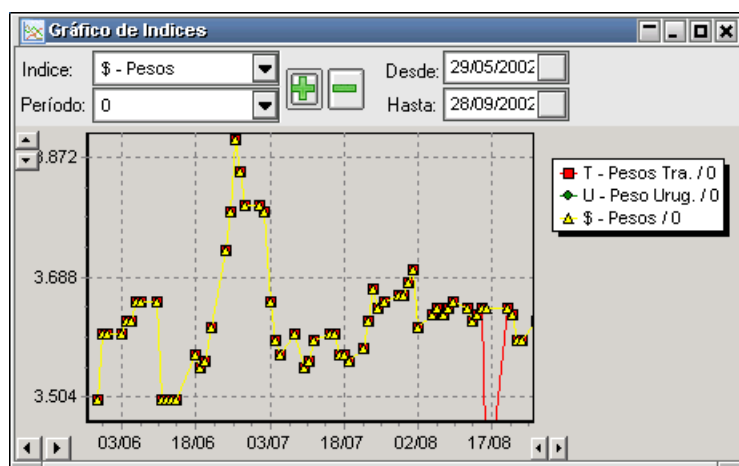 Gráfico de Indices
Indice: $ - Pesos Desde: 29/05/2002
Período: 0 Hasta: 28/09/2002
3.872
3.688
3.504
03/06 18/06 03/07 18/07 02/08 17/08
T - Pesos Tra. / 0
U - Peso Urug. / 0
$ - Pesos / 0